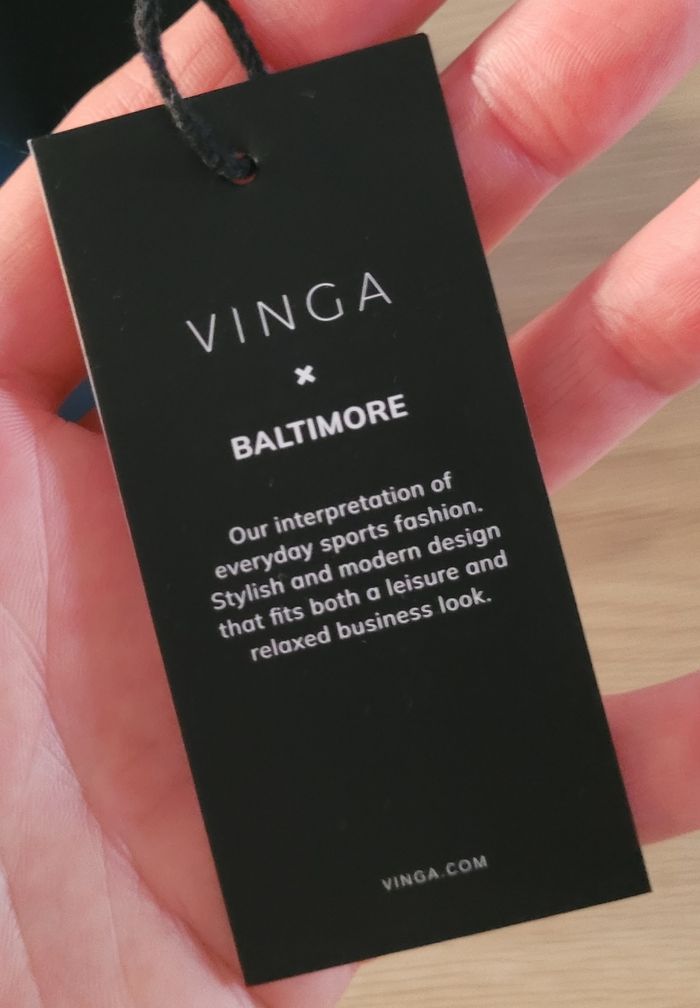 VINGA
×
BALTIMORE
Our interpretation of
everyday sports fashion.
Stylish and modern design
that fits both a leisure and
relaxed business look.
VINGA.COM